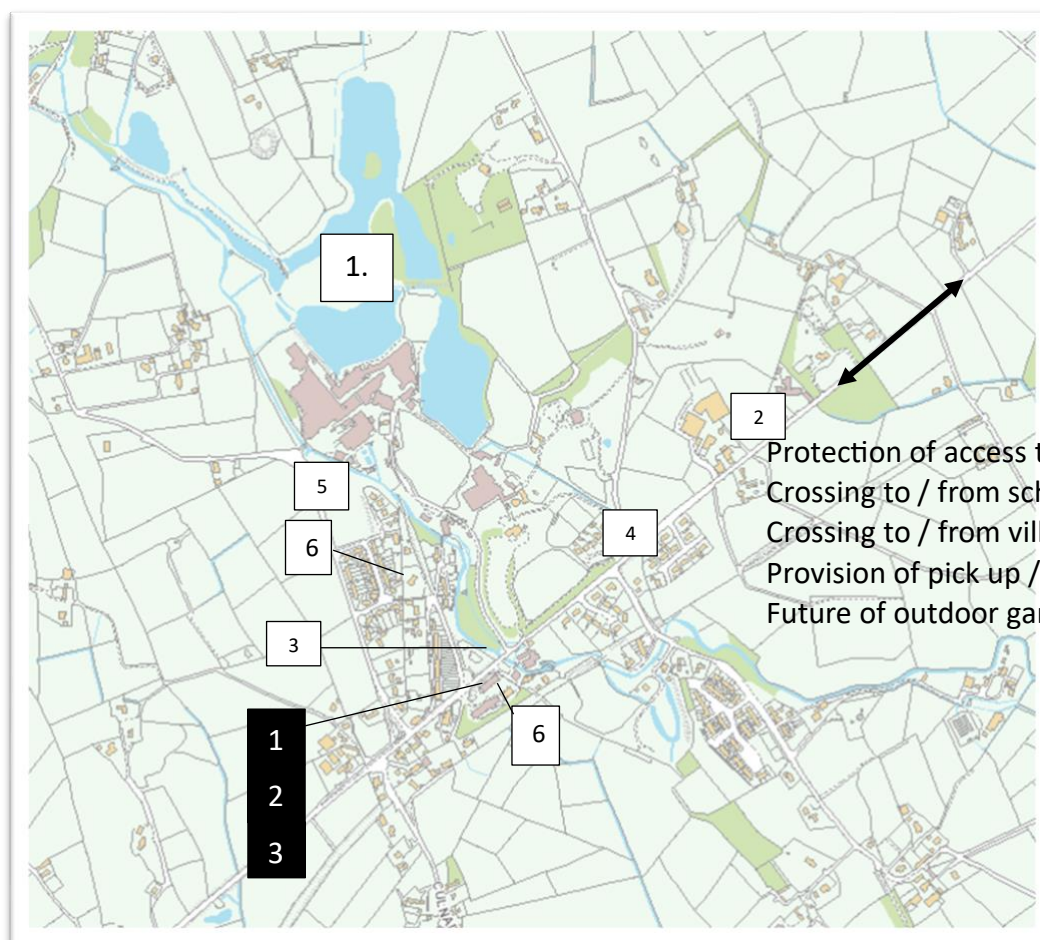 1.
2
Protection of access t
Crossing to / from sch
5
Crossing to / from vill
4
6
Provision of pick up /
Future of outdoor gar
3
1
6
2
3